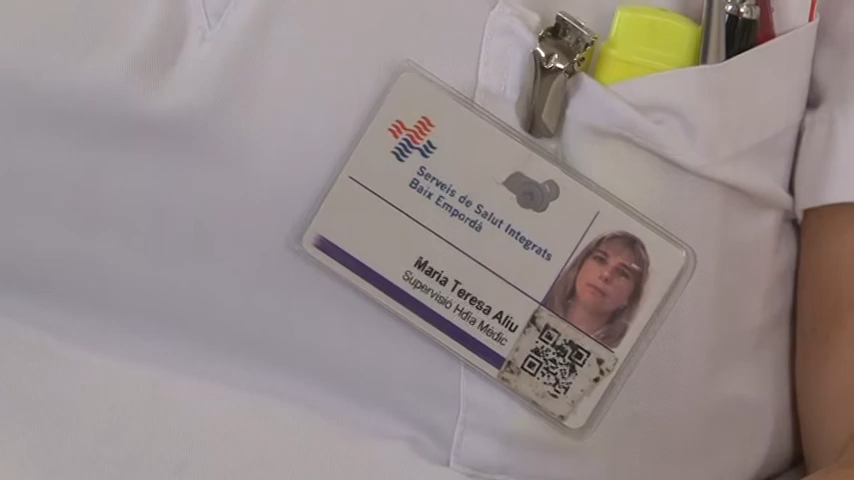 Serveis de Salut Integrats
Baix Empordà
Maria Teresa Aliu
Supervisió Hdia Mèdic